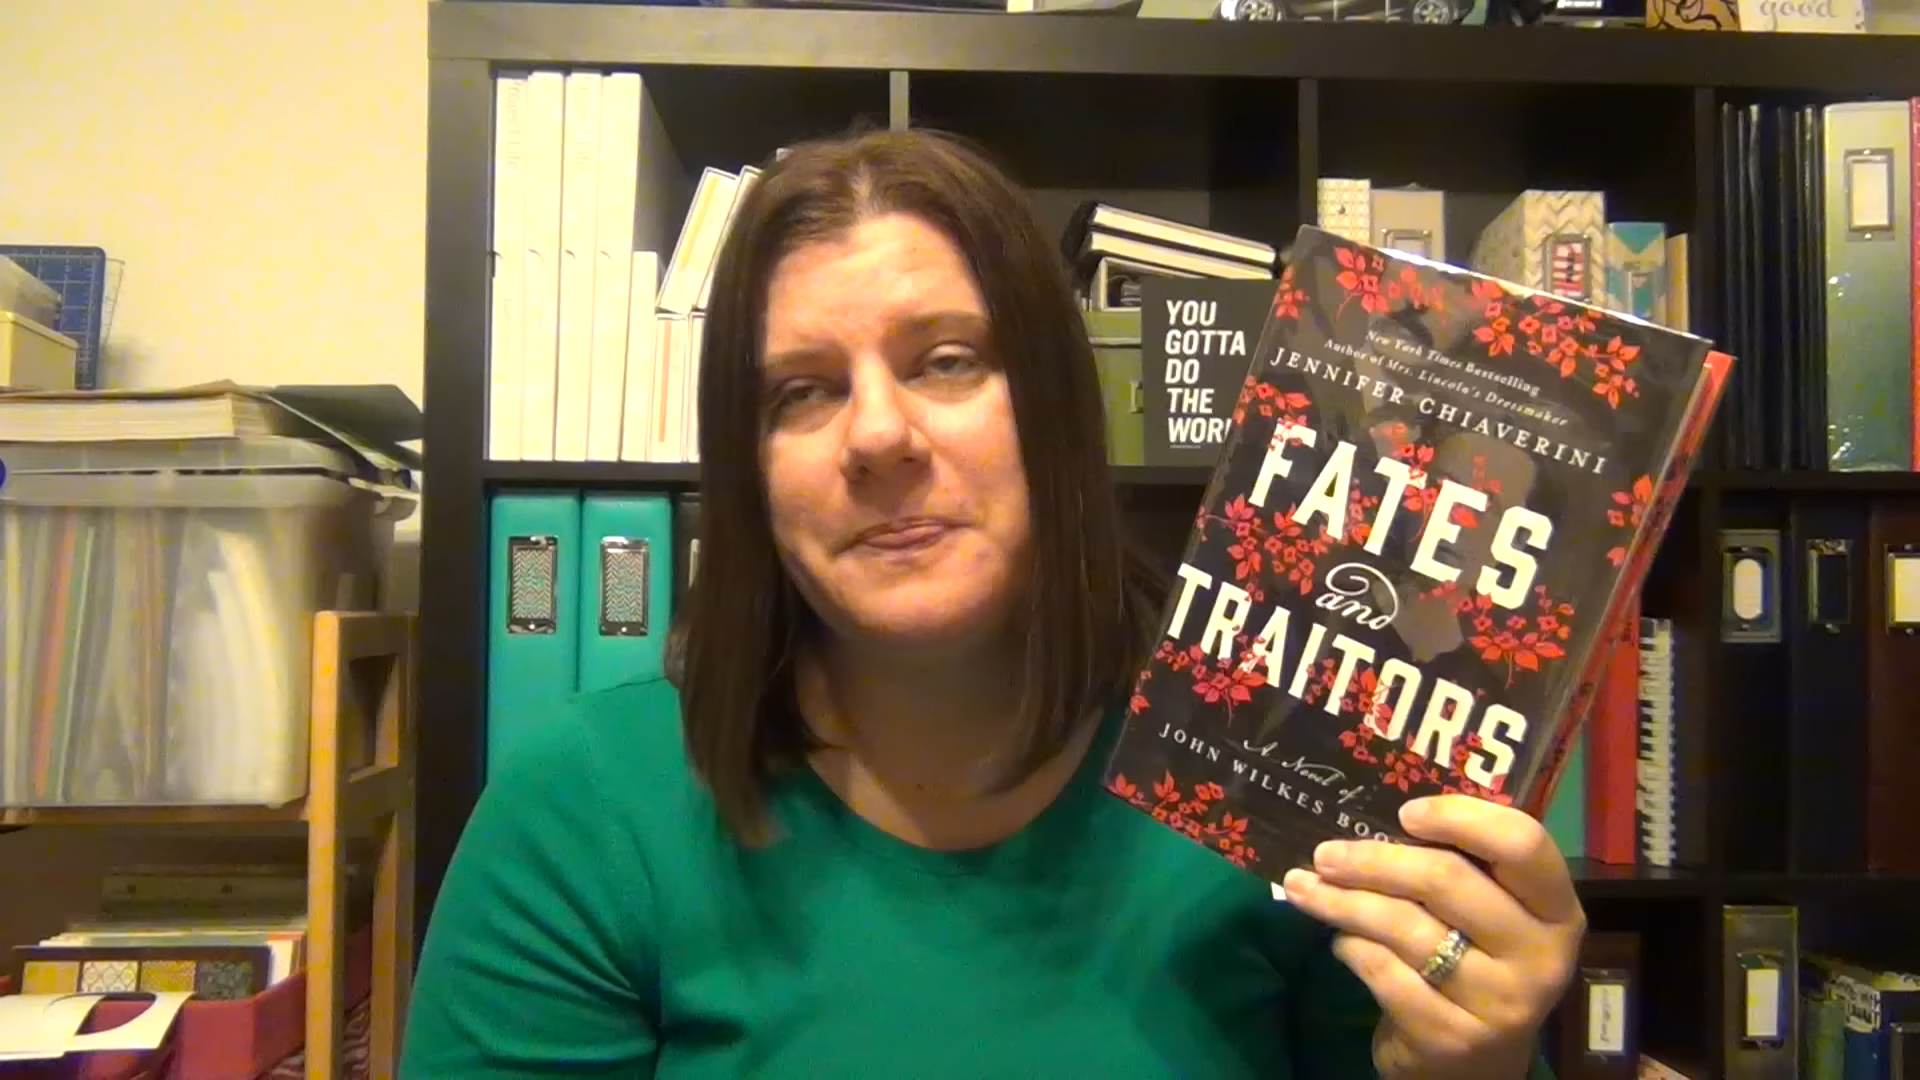 good
YOU
GOTTA
DO
THE
New York Times Bestselling
Author of Mrs. Lincoln's Dressmaker
JENNIFER CHIAVERINI
FATES
and
TRAITORS
A Novel of
JOHN WILKES